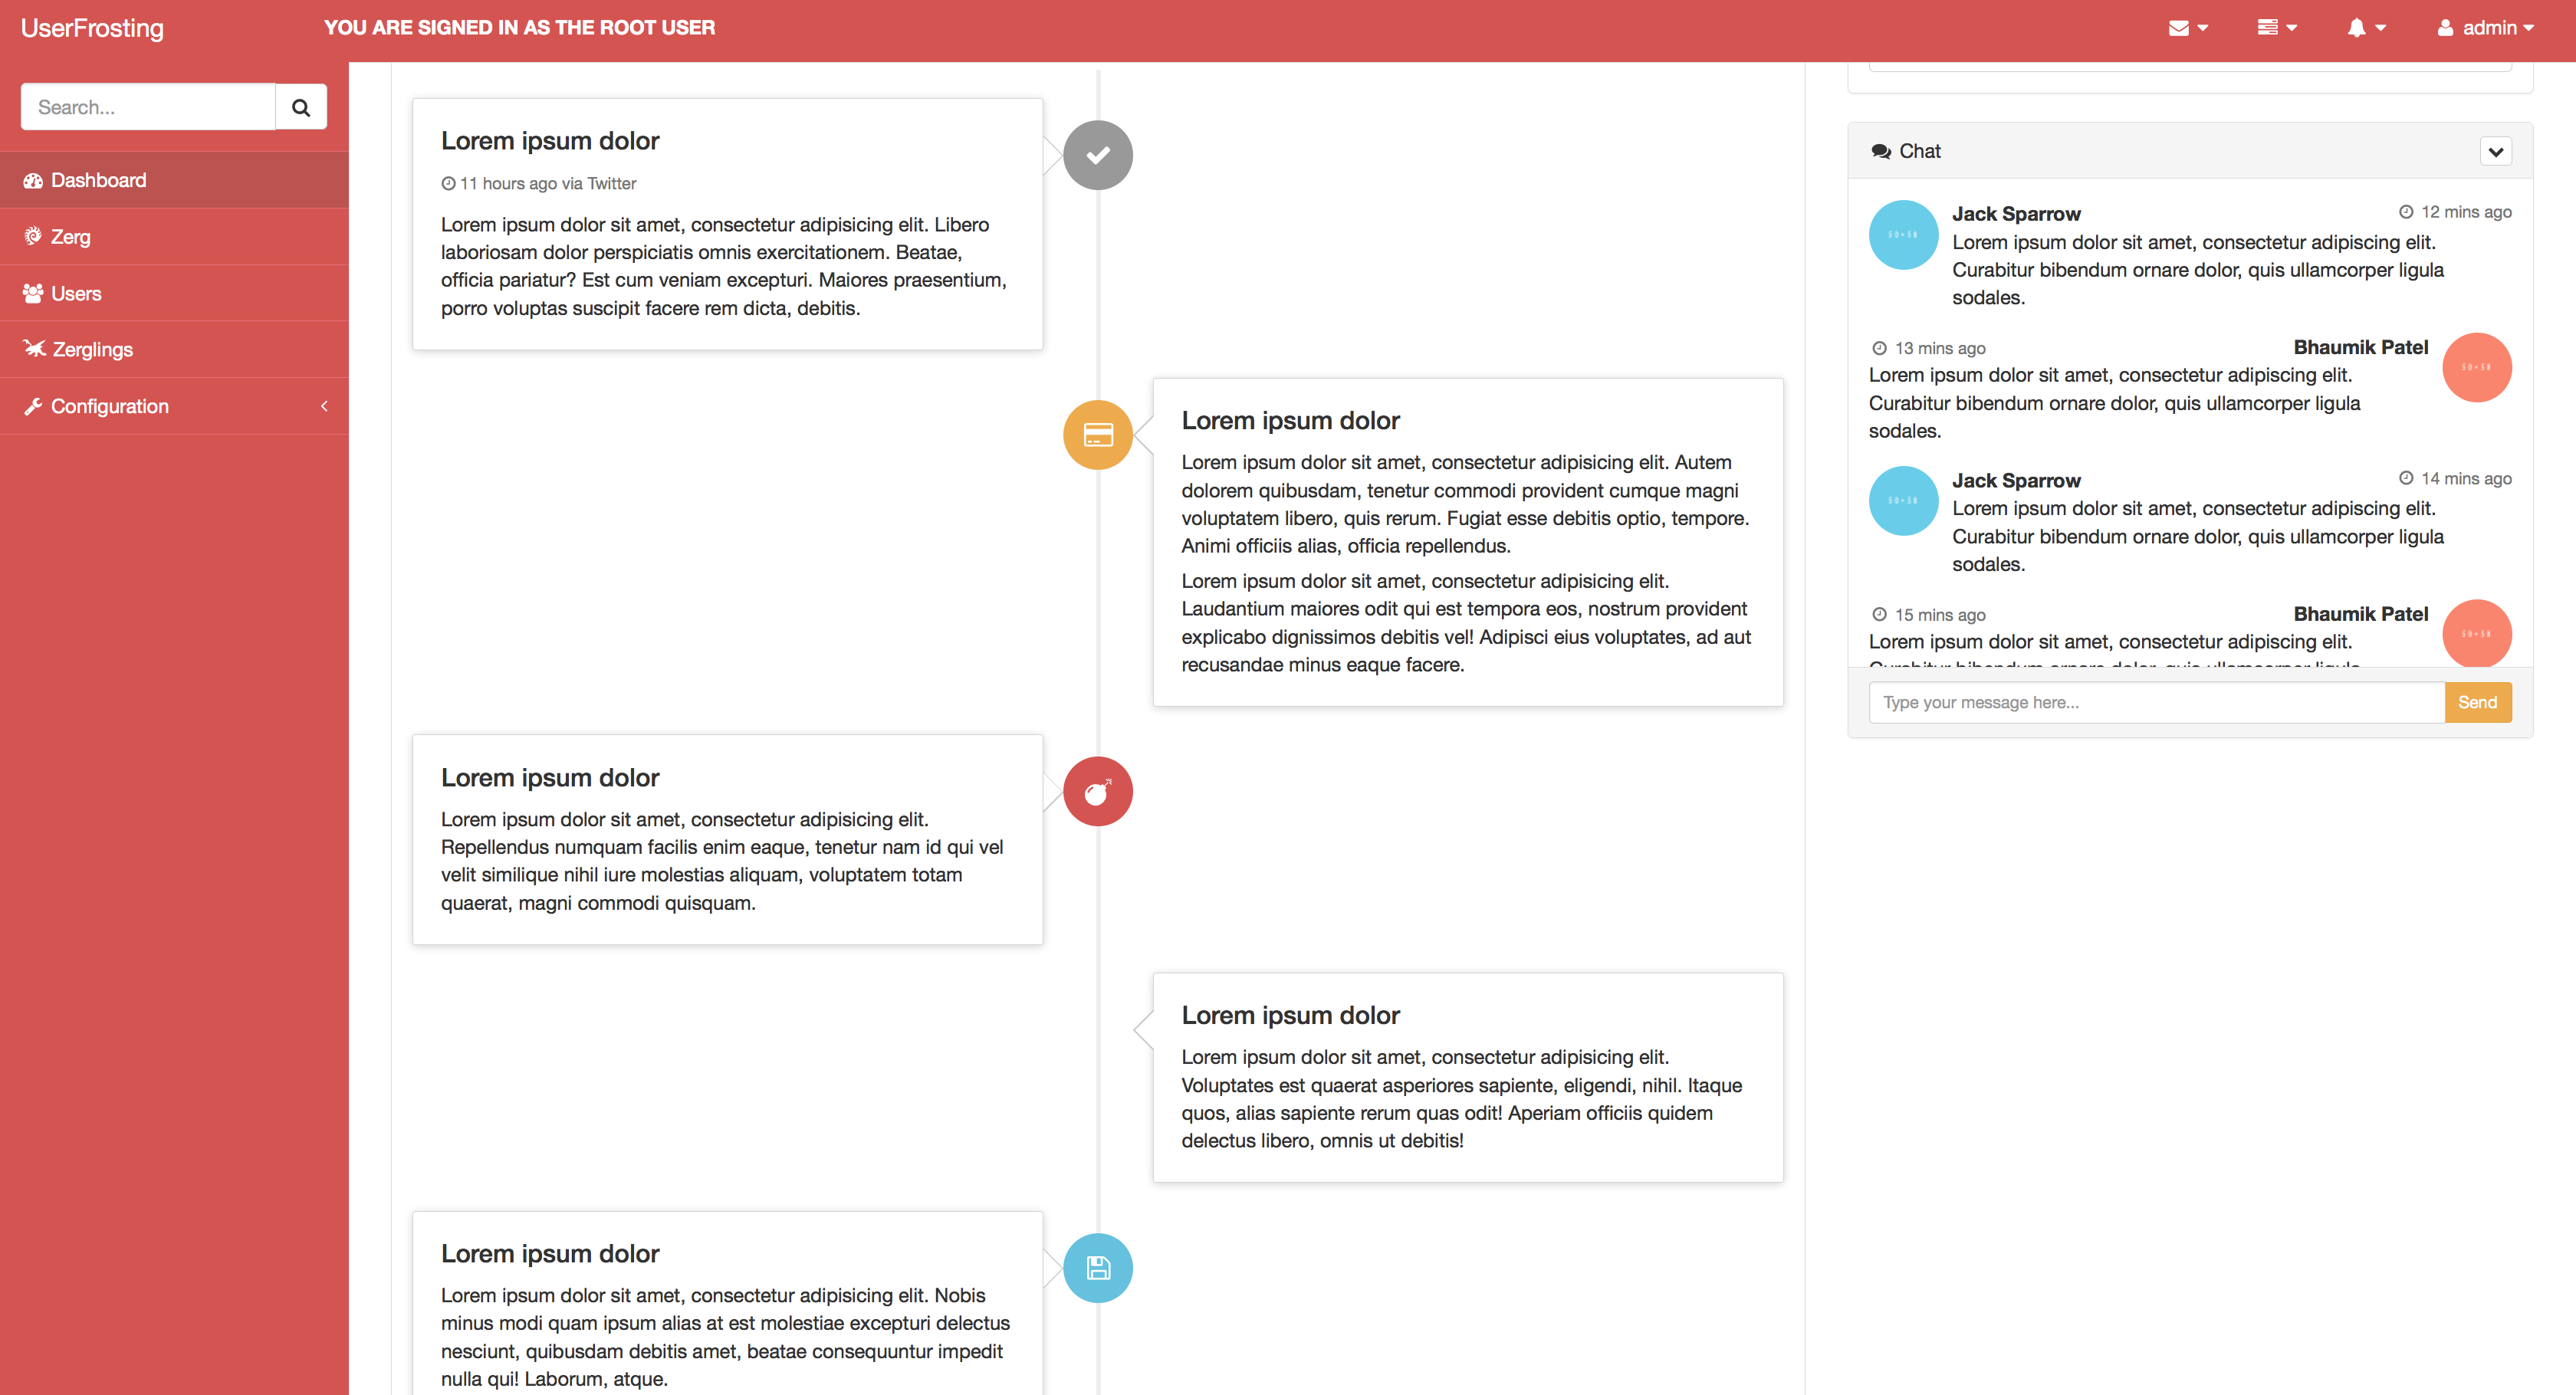 UserFrosting
YOU ARE SIGNED IN AS THE ROOT USER
admin
Search...
Dashboard
Zerg
Users
Zerglings
Configuration
Lorem ipsum dolor
11 hours ago via Twitter
Lorem ipsum dolor sit amet, consectetur adipisicing elit. Libero
laboriosam dolor perspiciatis omnis exercitationem. Beatae,
officia pariatur? Est cum veniam excepturi. Maiores praesentium,
porro voluptas suscipit facere rem dicta, debitis.
Lorem ipsum dolor
Lorem ipsum dolor sit amet, consectetur adipisicing elit. Autem
dolorem quibusdam, tenetur commodi provident cumque magni
voluptatem libero, quis rerum. Fugiat esse debitis optio, tempore.
Animi officiis alias, officia repellendus.
Lorem ipsum dolor sit amet, consectetur adipisicing elit.
Laudantium maiores odit qui est tempora eos, nostrum provident
explicabo dignissimos debitis vel! Adipisci eius voluptates, ad aut
recusandae minus eaque facere.
Lorem ipsum dolor
Lorem ipsum dolor sit amet, consectetur adipisicing elit.
Repellendus numquam facilis enim eaque, tenetur nam id qui vel
velit similique nihil iure molestias aliquam, voluptatem totam
quaerat, magni commodi quisquam.
Lorem ipsum dolor
Lorem ipsum dolor sit amet, consectetur adipisicing elit.
Voluptates est quaerat asperiores sapiente, eligendi, nihil. Itaque
quos, alias sapiente rerum quas odit! Aperiam officiis quidem
delectus libero, omnis ut debitis!
Lorem ipsum dolor
Lorem ipsum dolor sit amet, consectetur adipisicing elit. Nobis
minus modi quam ipsum alias at est molestiae excepturi delectus
nesciunt, quibusdam debitis amet, beatae consequuntur impedit
nulla qui! Laborum, atque.
Chat
Jack Sparrow 12 mins ago
50×50
Lorem ipsum dolor sit amet, consectetur adipiscing elit.
Curabitur bibendum ornare dolor, quis ullamcorper ligula
sodales.
13 mins ago Bhaumik Patel
50×50
Lorem ipsum dolor sit amet, consectetur adipiscing elit.
Curabitur bibendum ornare dolor, quis ullamcorper ligula
sodales.
Jack Sparrow 14 mins ago
50×50
Lorem ipsum dolor sit amet, consectetur adipiscing elit.
Curabitur bibendum ornare dolor, quis ullamcorper ligula
sodales.
15 mins ago Bhaumik Patel
50×50
Lorem ipsum dolor sit amet, consectetur adipiscing elit.
Type your message here...
Send